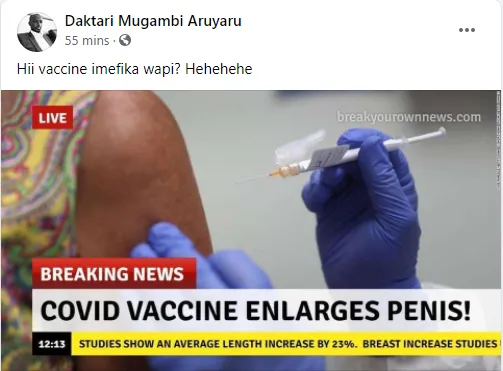 Daktari Mugambi Aruyaru
55 mins ·
Hii vaccine imefika wapi? Hehehehe
LIVE
breakyourownnews.com
BREAKING NEWS
COVID VACCINE ENLARGES PENIS!
12:13 STUDIES SHOW AN AVERAGE LENGTH INCREASE BY 23%. BREAST INCREASE STUDIES